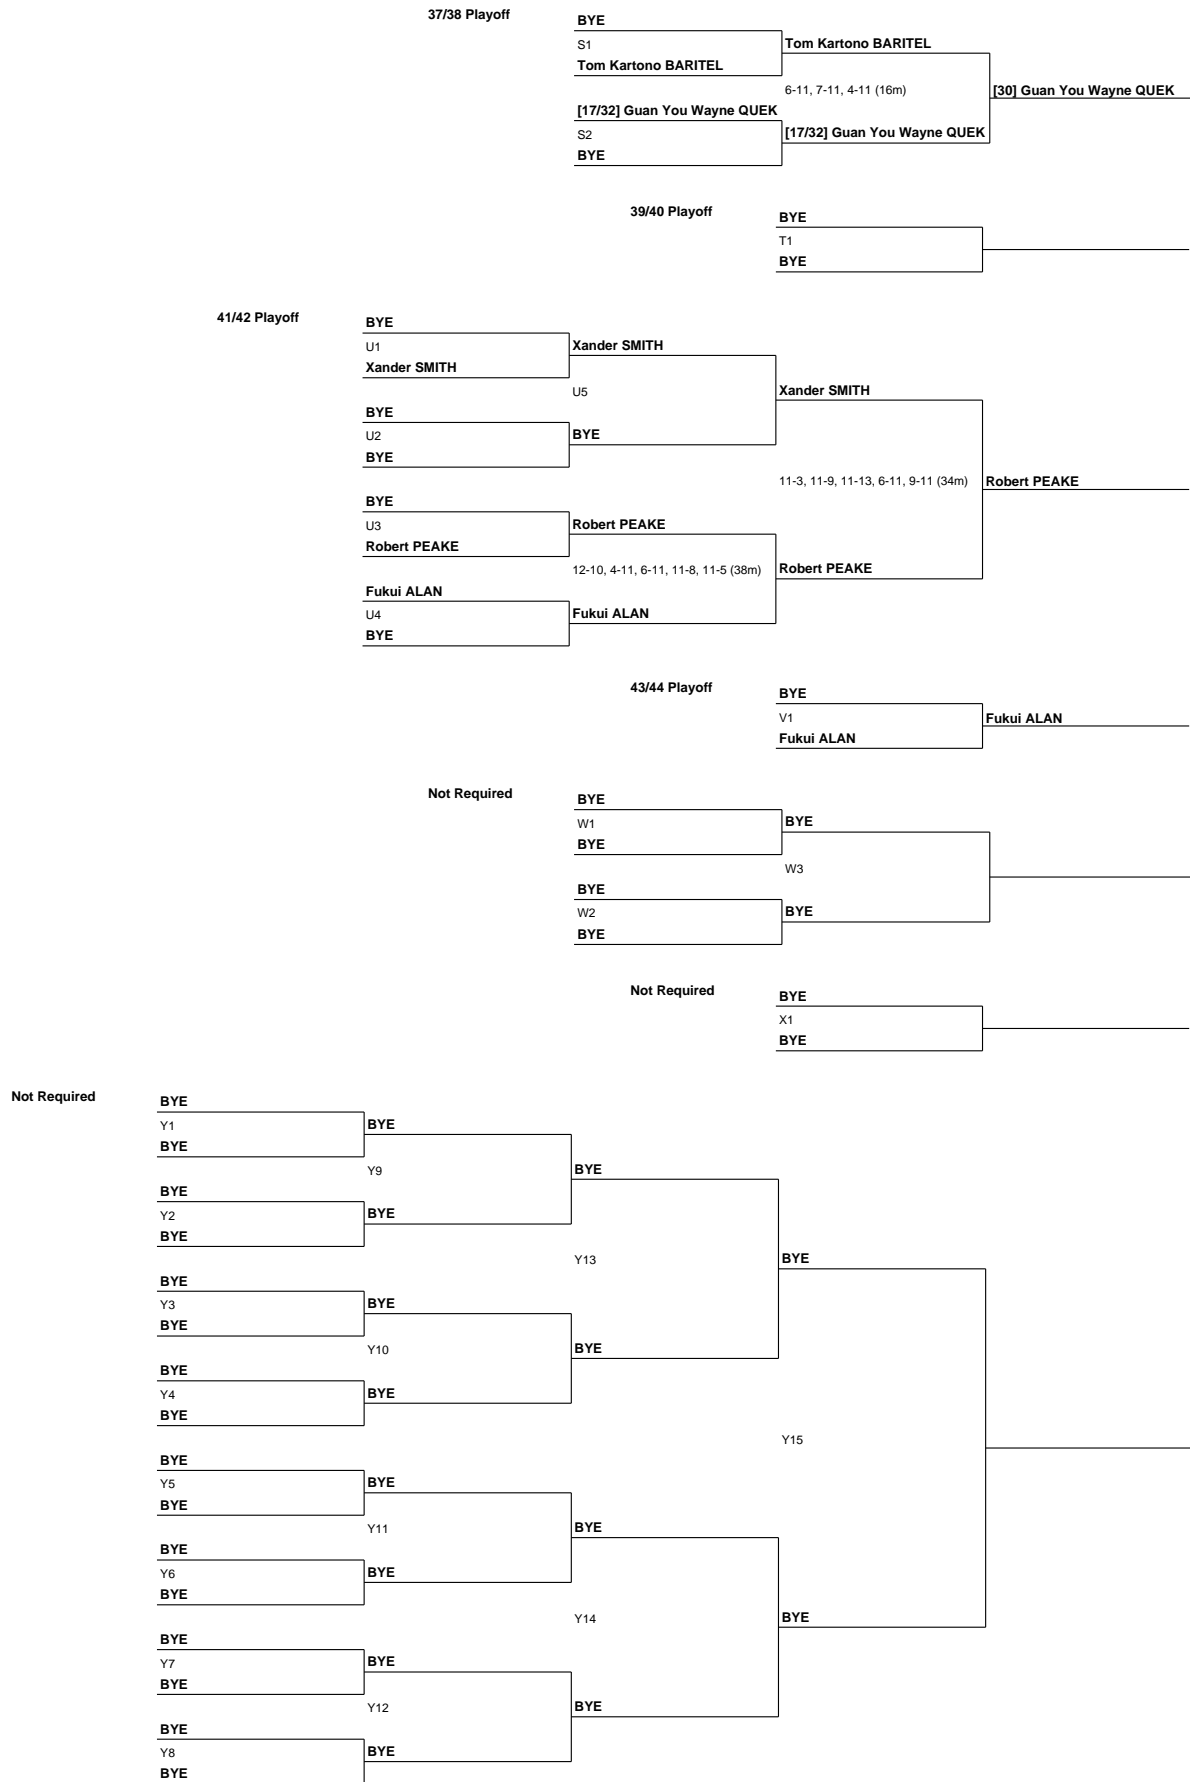 37/38 Playoff
BYE
S1
Tom Kartono BARITEL
Tom Kartono BARITEL
6-11, 7-11, 4-11 (16m)
[30] Guan You Wayne QUEK
[17/32] Guan You Wayne QUEK
S2
[17/32] Guan You Wayne QUEK
BYE
39/40 Playoff
BYE
T1
BYE
41/42 Playoff
BYE
U1
Xander SMITH
Xander SMITH
U5
Xander SMITH
BYE
U2
BYE
BYE
11-3, 11-9, 11-13, 6-11, 9-11 (34m)
Robert PEAKE
BYE
U3
Robert PEAKE
Robert PEAKE
12-10, 4-11, 6-11, 11-8, 11-5 (38m)
Robert PEAKE
Fukui ALAN
U4
Fukui ALAN
BYE
43/44 Playoff
BYE
V1
Fukui ALAN
Fukui ALAN
Not Required
BYE
W1
BYE
BYE
W3
BYE
W2
BYE
BYE
Not Required
BYE
X1
BYE
Not Required
BYE
Y1
BYE
BYE
Y9
BYE
BYE
Y2
BYE
BYE
Y13
BYE
BYE
Y3
BYE
BYE
Y10
BYE
BYE
Y4
BYE
BYE
Y15
BYE
Y5
BYE
BYE
Y11
BYE
BYE
Y6
BYE
BYE
Y14
BYE
BYE
Y7
BYE
BYE
Y12
BYE
BYE
Y8
BYE
BYE